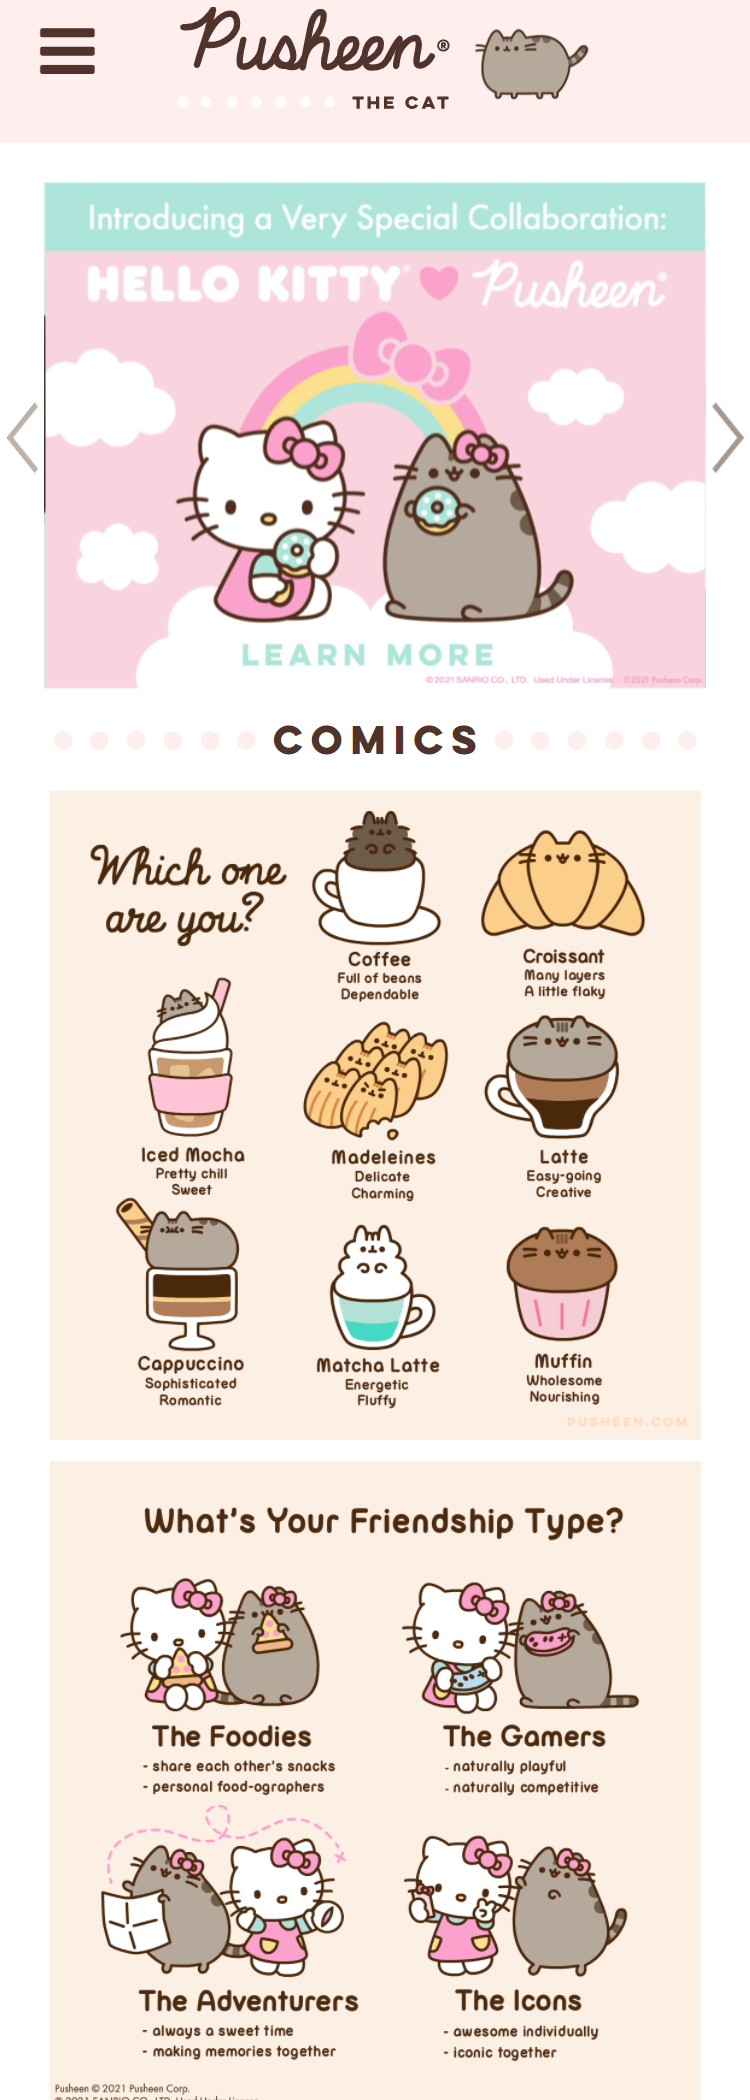 Pusheen®
THE CAT
Introducing a Very Special Collaboration:
HELLO KITTY® Pusheen®
LEARN MORE
©2021 SANRIO CO., LTD. Used Under License. ©2021 Pusheen Corp.
COMICS
Which one
are you?
Coffee
Full of beans
Dependable
Croissant
Many layers
A little flaky
Iced Mocha
Pretty chill
Sweet
Madeleines
Delicate
Charming
Latte
Easy-going
Creative
Cappuccino
Sophisticated
Romantic
Matcha Latte
Energetic
Fluffy
Muffin
Wholesome
Nourishing
PUSHEEN.COM
What's Your Friendship Type?
The Foodies
- share each other's snacks
- personal food-ographers
The Gamers
- naturally playful
- naturally competitive
The Adventurers
- always a sweet time
- making memories together
The Icons
- awesome individually
- iconic together
Pusheen © 2021 Pusheen Corp.